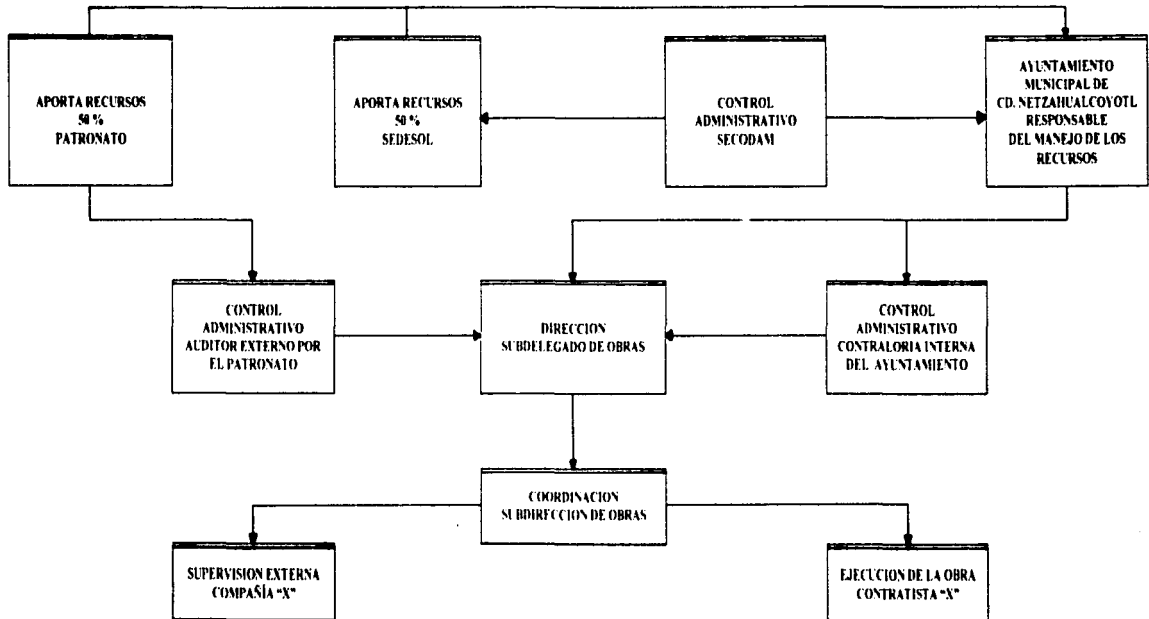 APORTA RECURSOS
50 %
PATRONATO
APORTA RECURSOS
50 %
SEDESOL
CONTROL
ADMINISTRATIVO
SECODAM
AYUNTAMIENTO
MUNICIPAL DE
CD. NETZAHUALCOYOTL
RESPONSABLE
DEL MANEJO DE LOS
RECURSOS
CONTROL
ADMINISTRATIVO
AUDITOR EXTERNO POR
EL PATRONATO
DIRECCION
SUBDELEGADO DE OBRAS
CONTROL
ADMINISTRATIVO
CONTRALORIA INTERNA
DEL AYUNTAMIENTO
COORDINACION
SUBDIRECCION DE OBRAS
SUPERVISION EXTERNA
COMPAÑÍA “X”
EJECUCION DE LA OBRA
CONTRATISTA “X”